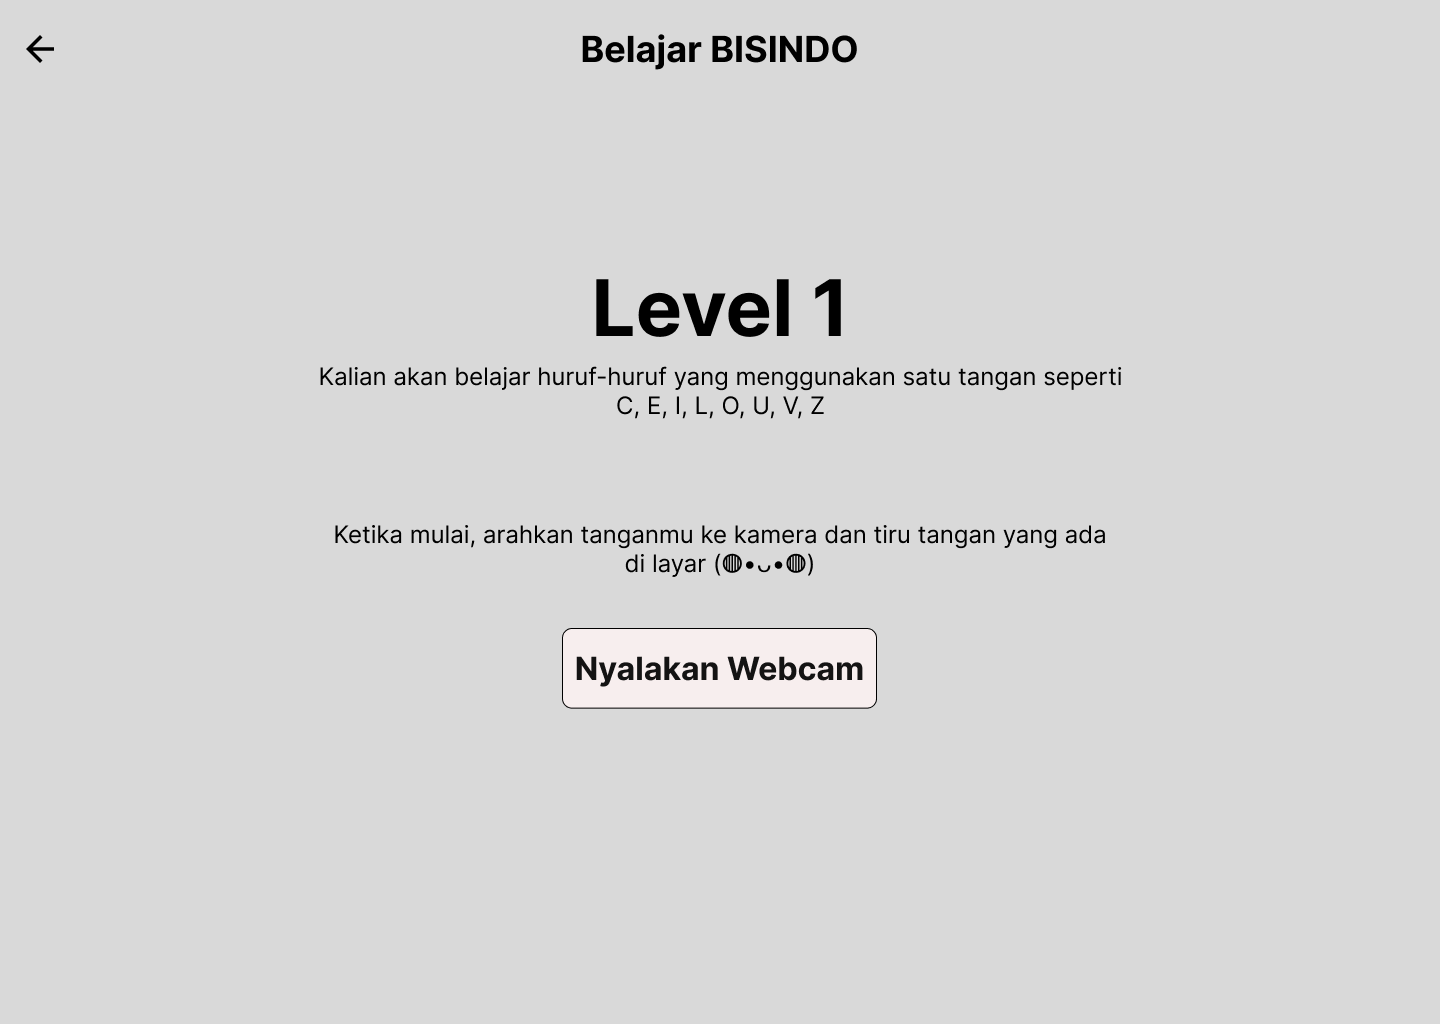 Belajar BISINDO
Level 1
Kalian akan belajar huruf-huruf yang menggunakan satu tangan seperti
C, E, I, L, O, U, V, Z
Ketika mulai, arahkan tanganmu ke kamera dan tiru tangan yang ada
di layar (◍•ᴗ•◍)
Nyalakan Webcam